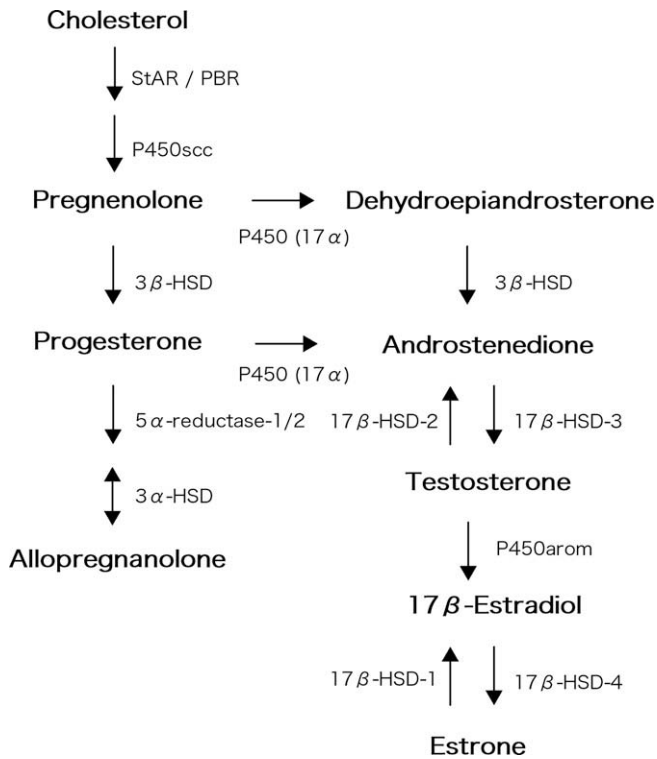 Cholesterol
StAR / PBR
P450scc
Pregnenolone
Dehydroepiandrosterone
P450 (17α)
3β-HSD
3β-HSD
Progesterone
Androstenedione
P450 (17α)
5α-reductase-1/2
17β-HSD-2
17β-HSD-3
3α-HSD
Testosterone
P450arom
Allopregnanolone
17β-Estradiol
17β-HSD-1
17β-HSD-4
Estrone